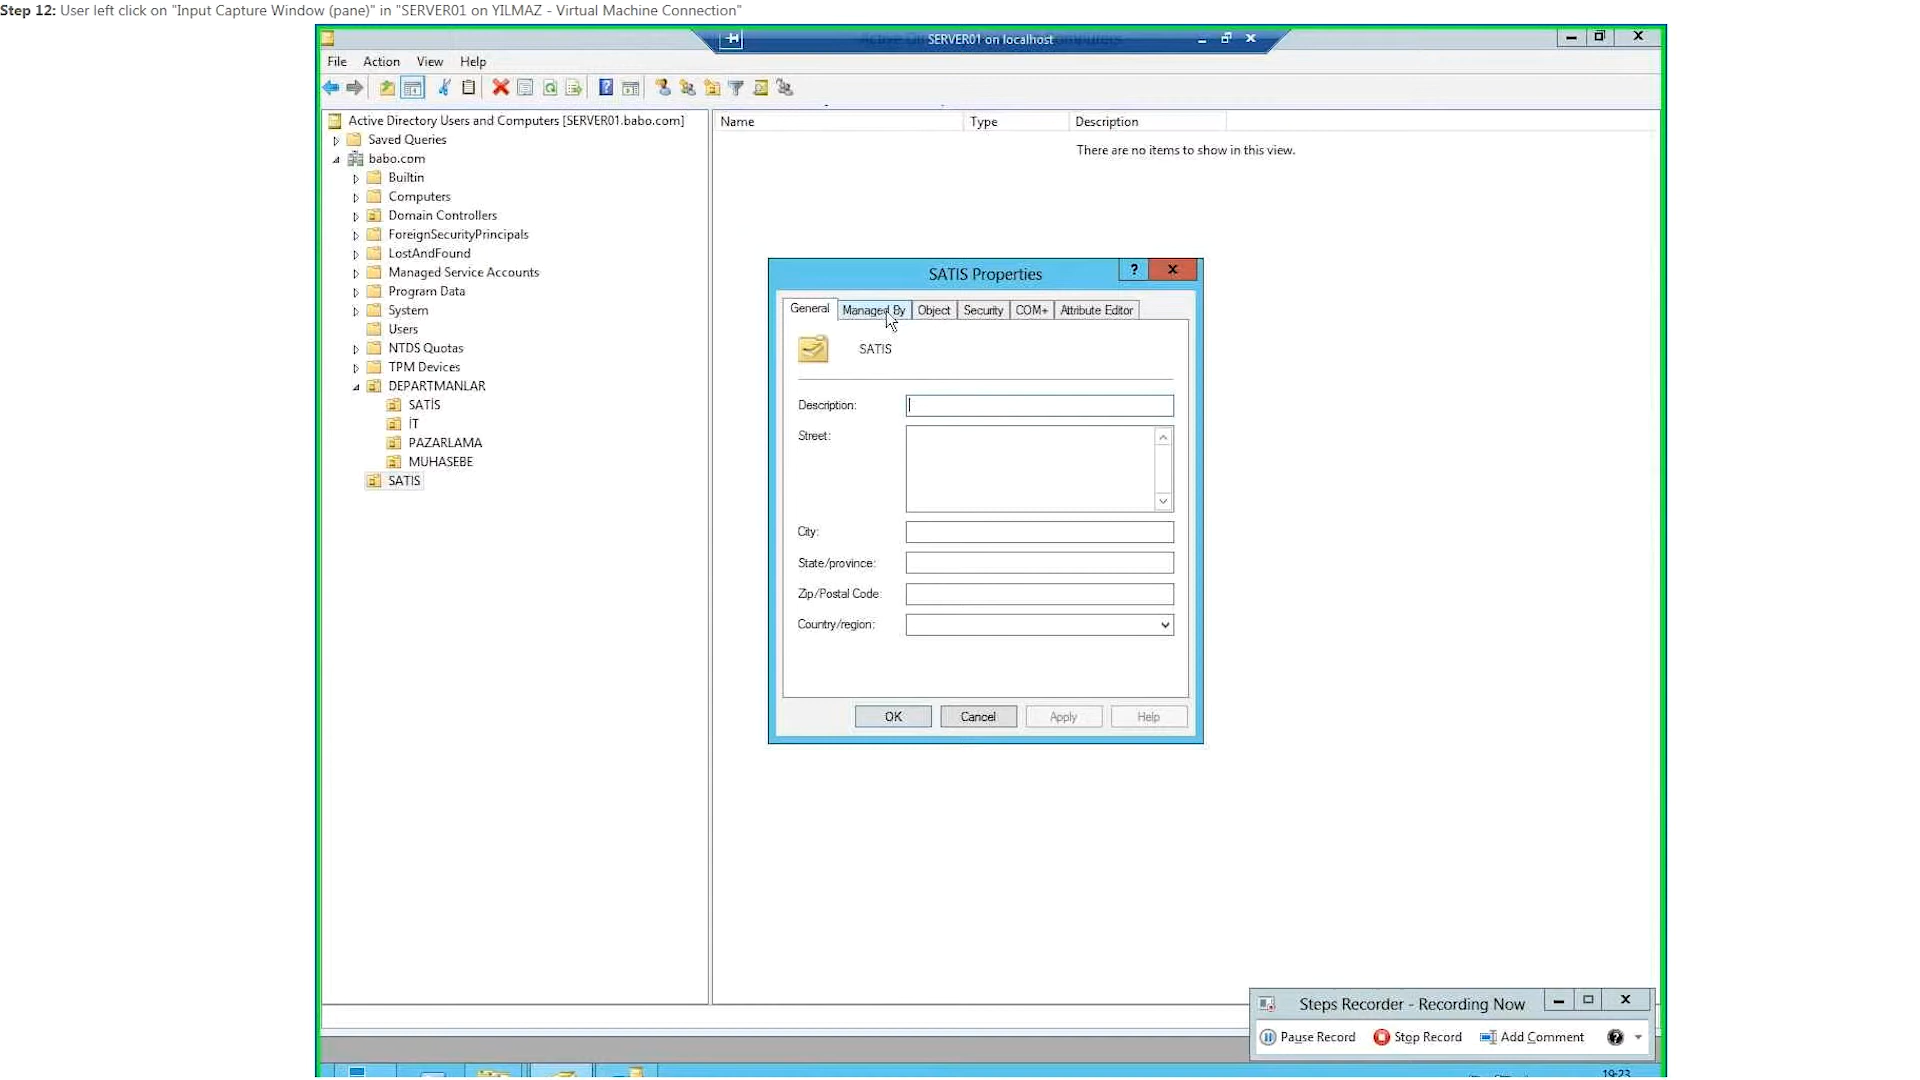 Step 12: User left click on "Input Capture Window (pane)" in "SERVER01 on YILMAZ - Virtual Machine Connection"
SERVER01 on localhost
File Action View Help
Active Directory Users and Computers [SERVER01.babo.com]
Saved Queries
babo.com
Builtin
Computers
Domain Controllers
ForeignSecurityPrincipals
LostAndFound
Managed Service Accounts
Program Data
System
Users
NTDS Quotas
TPM Devices
DEPARTMANLAR
SATİS
İT
PAZARLAMA
MUHASEBE
SATIS
Name Type Description
There are no items to show in this view.
SATIS Properties
General Managed By Object Security COM+ Attribute Editor
SATIS
Description:
Street:
City:
State/province:
Zip/Postal Code:
Country/region:
OK Cancel Apply Help
Steps Recorder - Recording Now
Pause Record Stop Record Add Comment
19:23